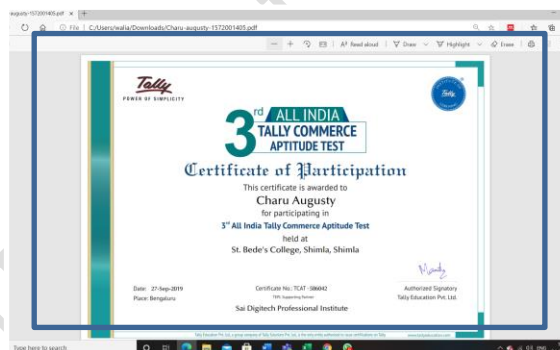 augusty-1572001405.pdf
File | C:/Users/walia/Downloads/Charu-augusty-1572001405.pdf
Read aloud | Draw Highlight Erase
Tally
POWER OF SIMPLICITY
3rd ALL INDIA
TALLY COMMERCE
APTITUDE TEST
Certificate of Participation
This certificate is awarded to
Charu Augusty
for participating in
3rd All India Tally Commerce Aptitude Test
held at
St. Bede's College, Shimla, Shimla
Date: 27-Sep-2019
Place: Bengaluru
Certificate No.: TCAT -586042
Sai Digitech Professional Institute
Authorized Signatory
Tally Education Pvt. Ltd.
Type here to search